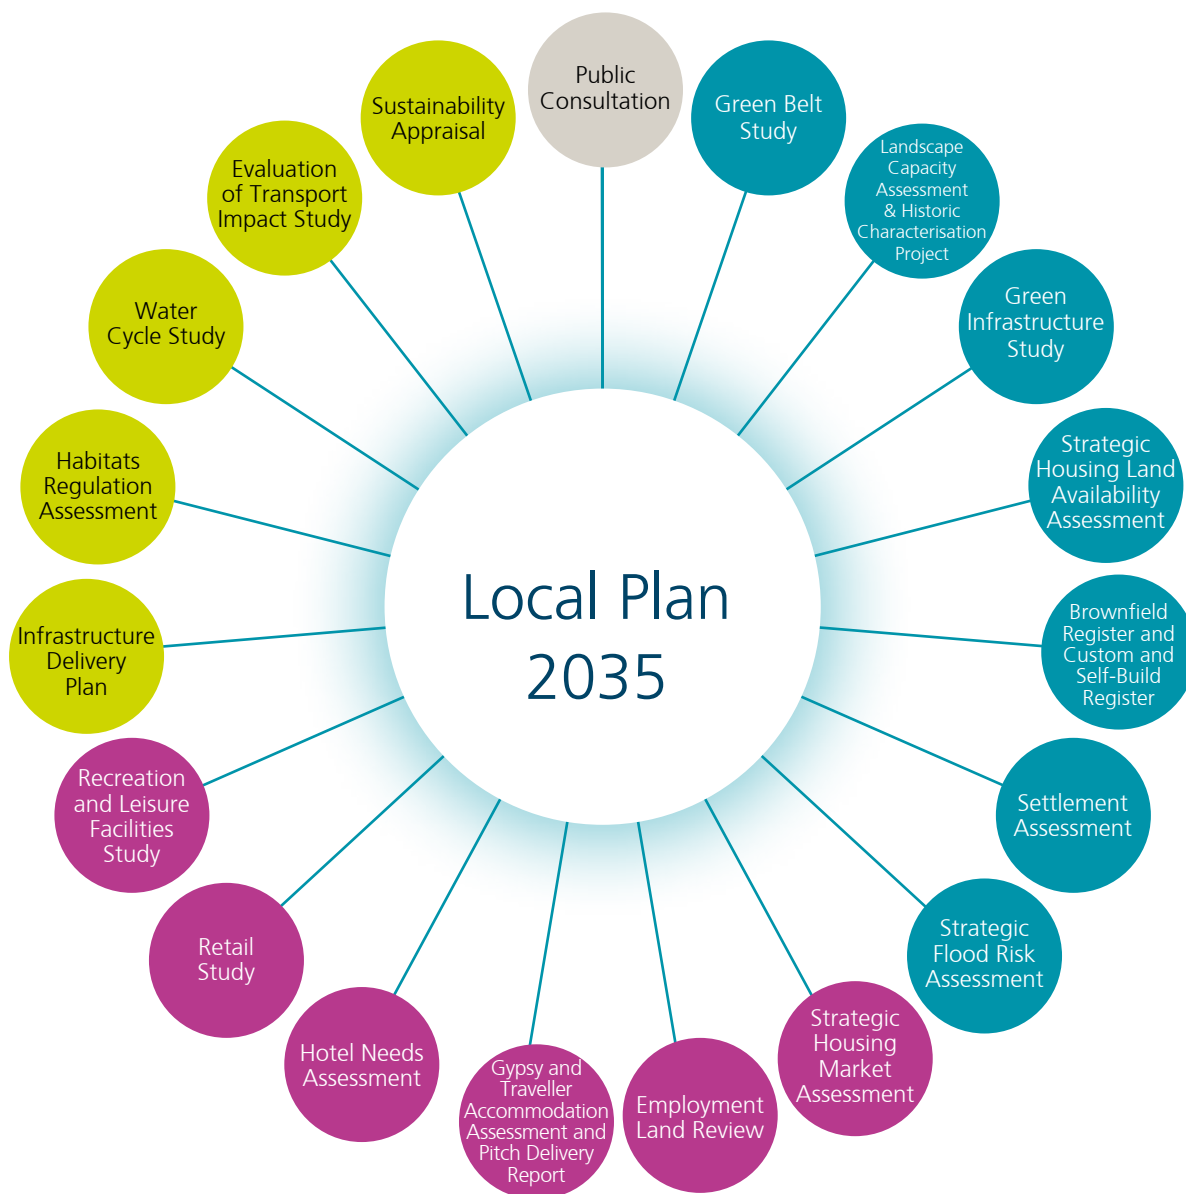 Public
Consultation
Green Belt
Study
Landscape
Capacity
Assessment
& Historic
Characterisation
Project
Green
Infrastructure
Study
Strategic
Housing Land
Availability
Assessment
Brownfield
Register and
Custom and
Self-Build
Register
Settlement
Assessment
Strategic
Flood Risk
Assessment
Strategic
Housing
Market
Assessment
Employment
Land Review
Gypsy and
Traveller
Accommodation
Assessment and
Pitch Delivery
Report
Hotel Needs
Assessment
Retail
Study
Recreation
and Leisure
Facilities
Study
Infrastructure
Delivery
Plan
Habitats
Regulation
Assessment
Water
Cycle Study
Evaluation
of Transport
Impact Study
Sustainability
Appraisal
Local Plan
2035